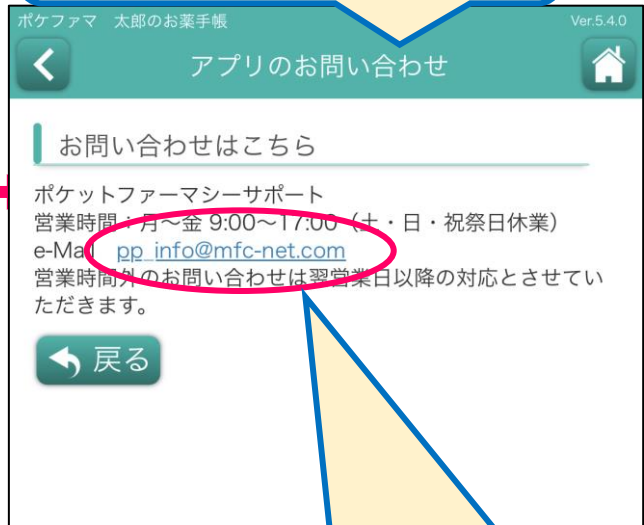 ポケファマ 太郎のお薬手帳 Ver.5.4.0
アプリのお問い合わせ
お問い合わせはこちら
ポケットファーマシーサポート
営業時間：月～金 9:00～17:00（土・日・祝祭日休業）
e-Mail pp_info@mfc-net.com
営業時間外のお問い合わせは翌営業日以降の対応とさせてい
ただきます。
戻る